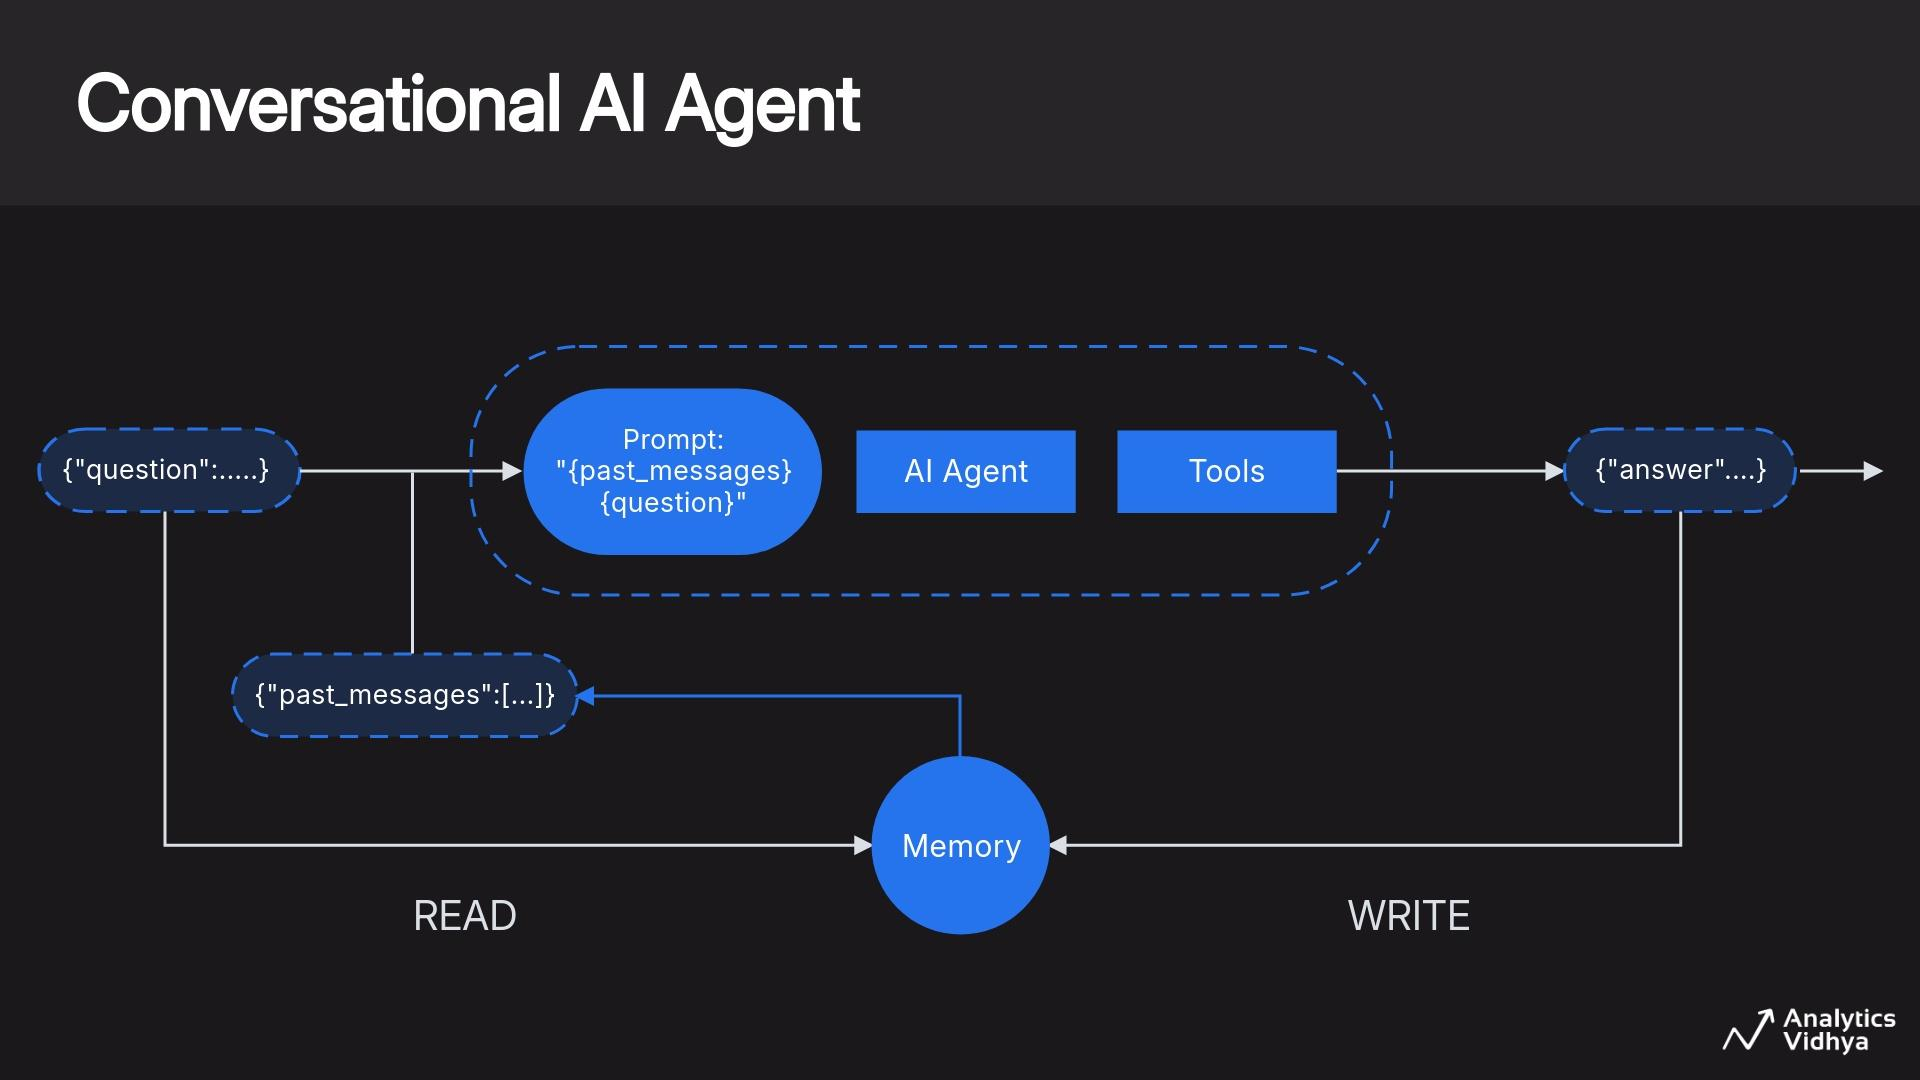 Conversational AI Agent
{"question":.....}
Prompt:
"{past_messages}
{question}"
AI Agent
Tools
{"answer"....}
{"past_messages":[...]}
Memory
READ
WRITE
Analytics
Vidhya